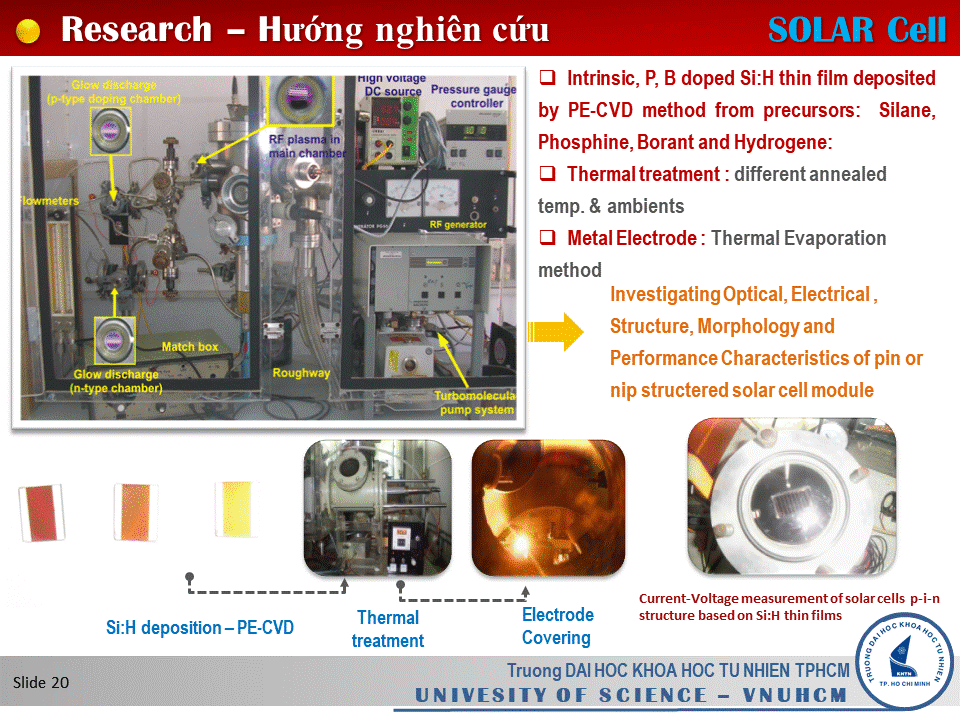 Research – Hướng nghiên cứu
SOLAR Cell
Glow discharge
(p-type doping chamber)
RF plasma in
main chamber
High voltage
DC source
Pressure gauge
controller
lowmeters
RF generator
Match box
Glow discharge
(n-type chamber)
Roughway
Turbomolecula
pump system
❑ Intrinsic, P, B doped Si:H thin film deposited
by PE-CVD method from precursors: Silane,
Phosphine, Borant and Hydrogene:
❑ Thermal treatment : different annealed
temp. & ambients
❑ Metal Electrode : Thermal Evaporation
method
Investigating Optical, Electrical ,
Structure, Morphology and
Performance Characteristics of pin or
nip structered solar cell module
Si:H deposition – PE-CVD
Thermal
treatment
Electrode
Covering
Current-Voltage measurement of solar cells p-i-n
structure based on Si:H thin films
Slide 20
Truong DAI HOC KHOA HOC TU NHIEN TPHCM
UNIVESITY OF SCIENCE – VNUHCM
TRUONG DAI HOC KHOA HOC TU NHIEN
KHTN
TP. HO CHI MINH